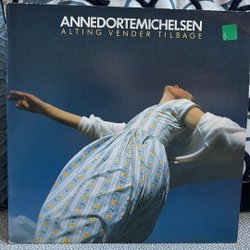 ANNEDORTEMICHELSEN
ALTING VENDER TILBAGE